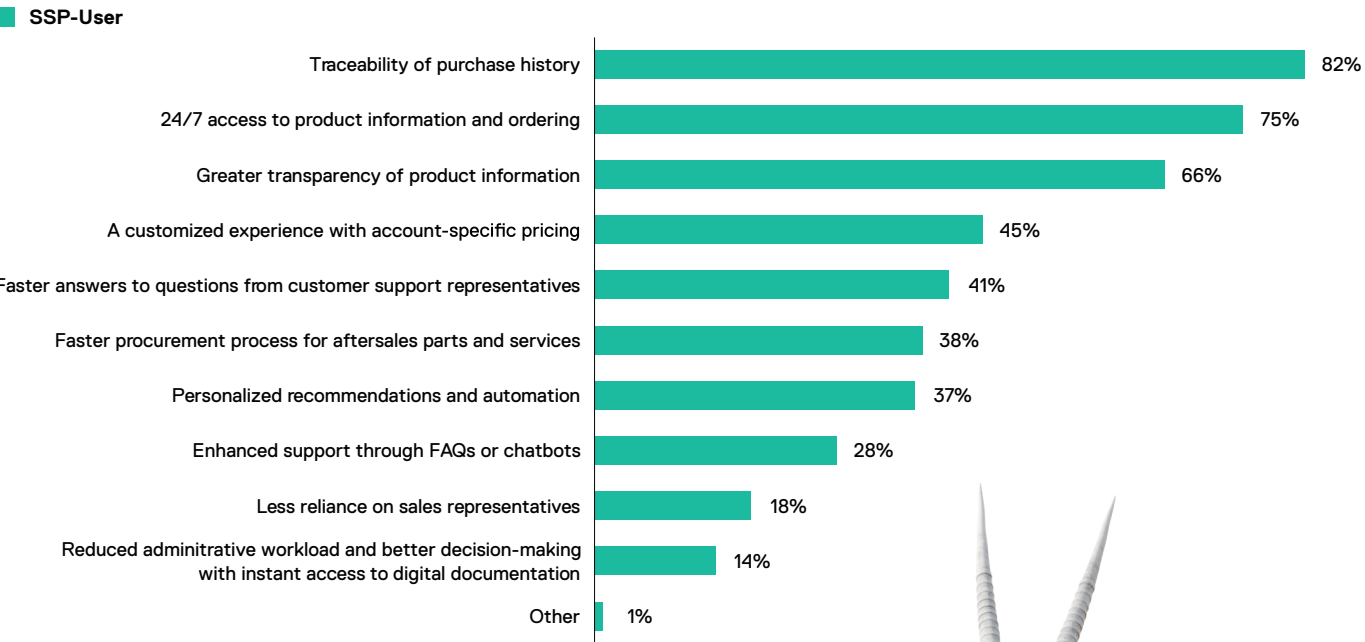 SSP-User
Traceability of purchase history 82%
24/7 access to product information and ordering 75%
Greater transparency of product information 66%
A customized experience with account-specific pricing 45%
Faster answers to questions from customer support representatives 41%
Faster procurement process for aftersales parts and services 38%
Personalized recommendations and automation 37%
Enhanced support through FAQs or chatbots 28%
Less reliance on sales representatives 18%
Reduced adminitrative workload and better decision-making
with instant access to digital documentation 14%
Other 1%